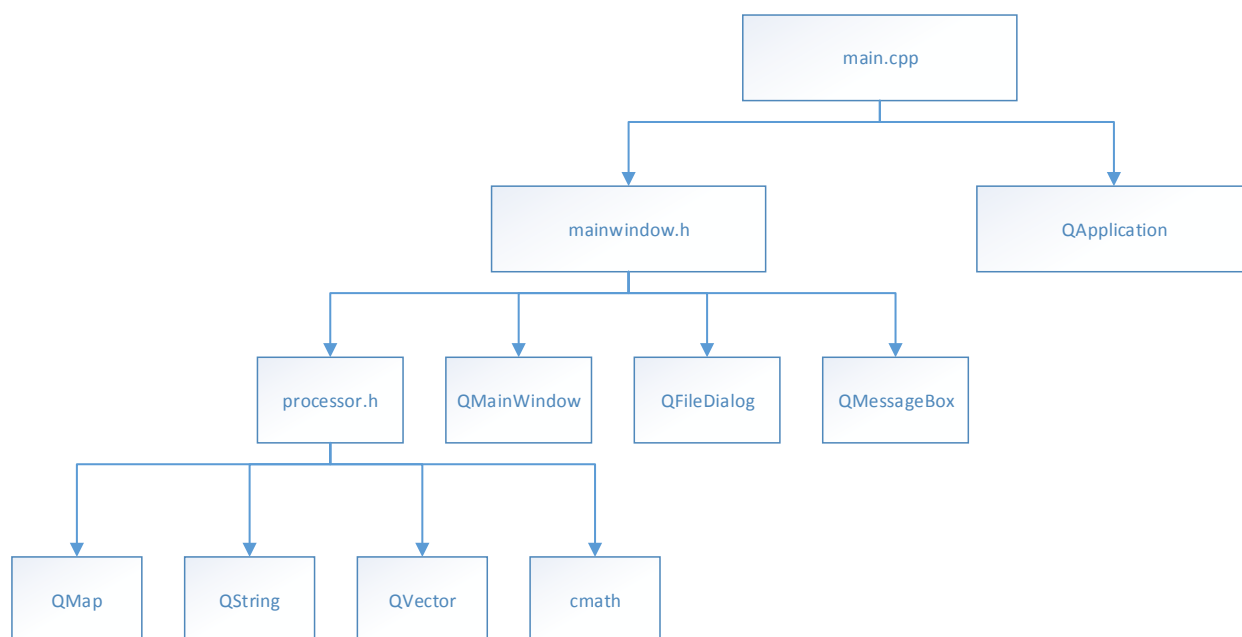 main.cpp
mainwindow.h
QApplication
processor.h
QMainWindow
QFileDialog
QMessageBox
QMap
QString
QVector
cmath